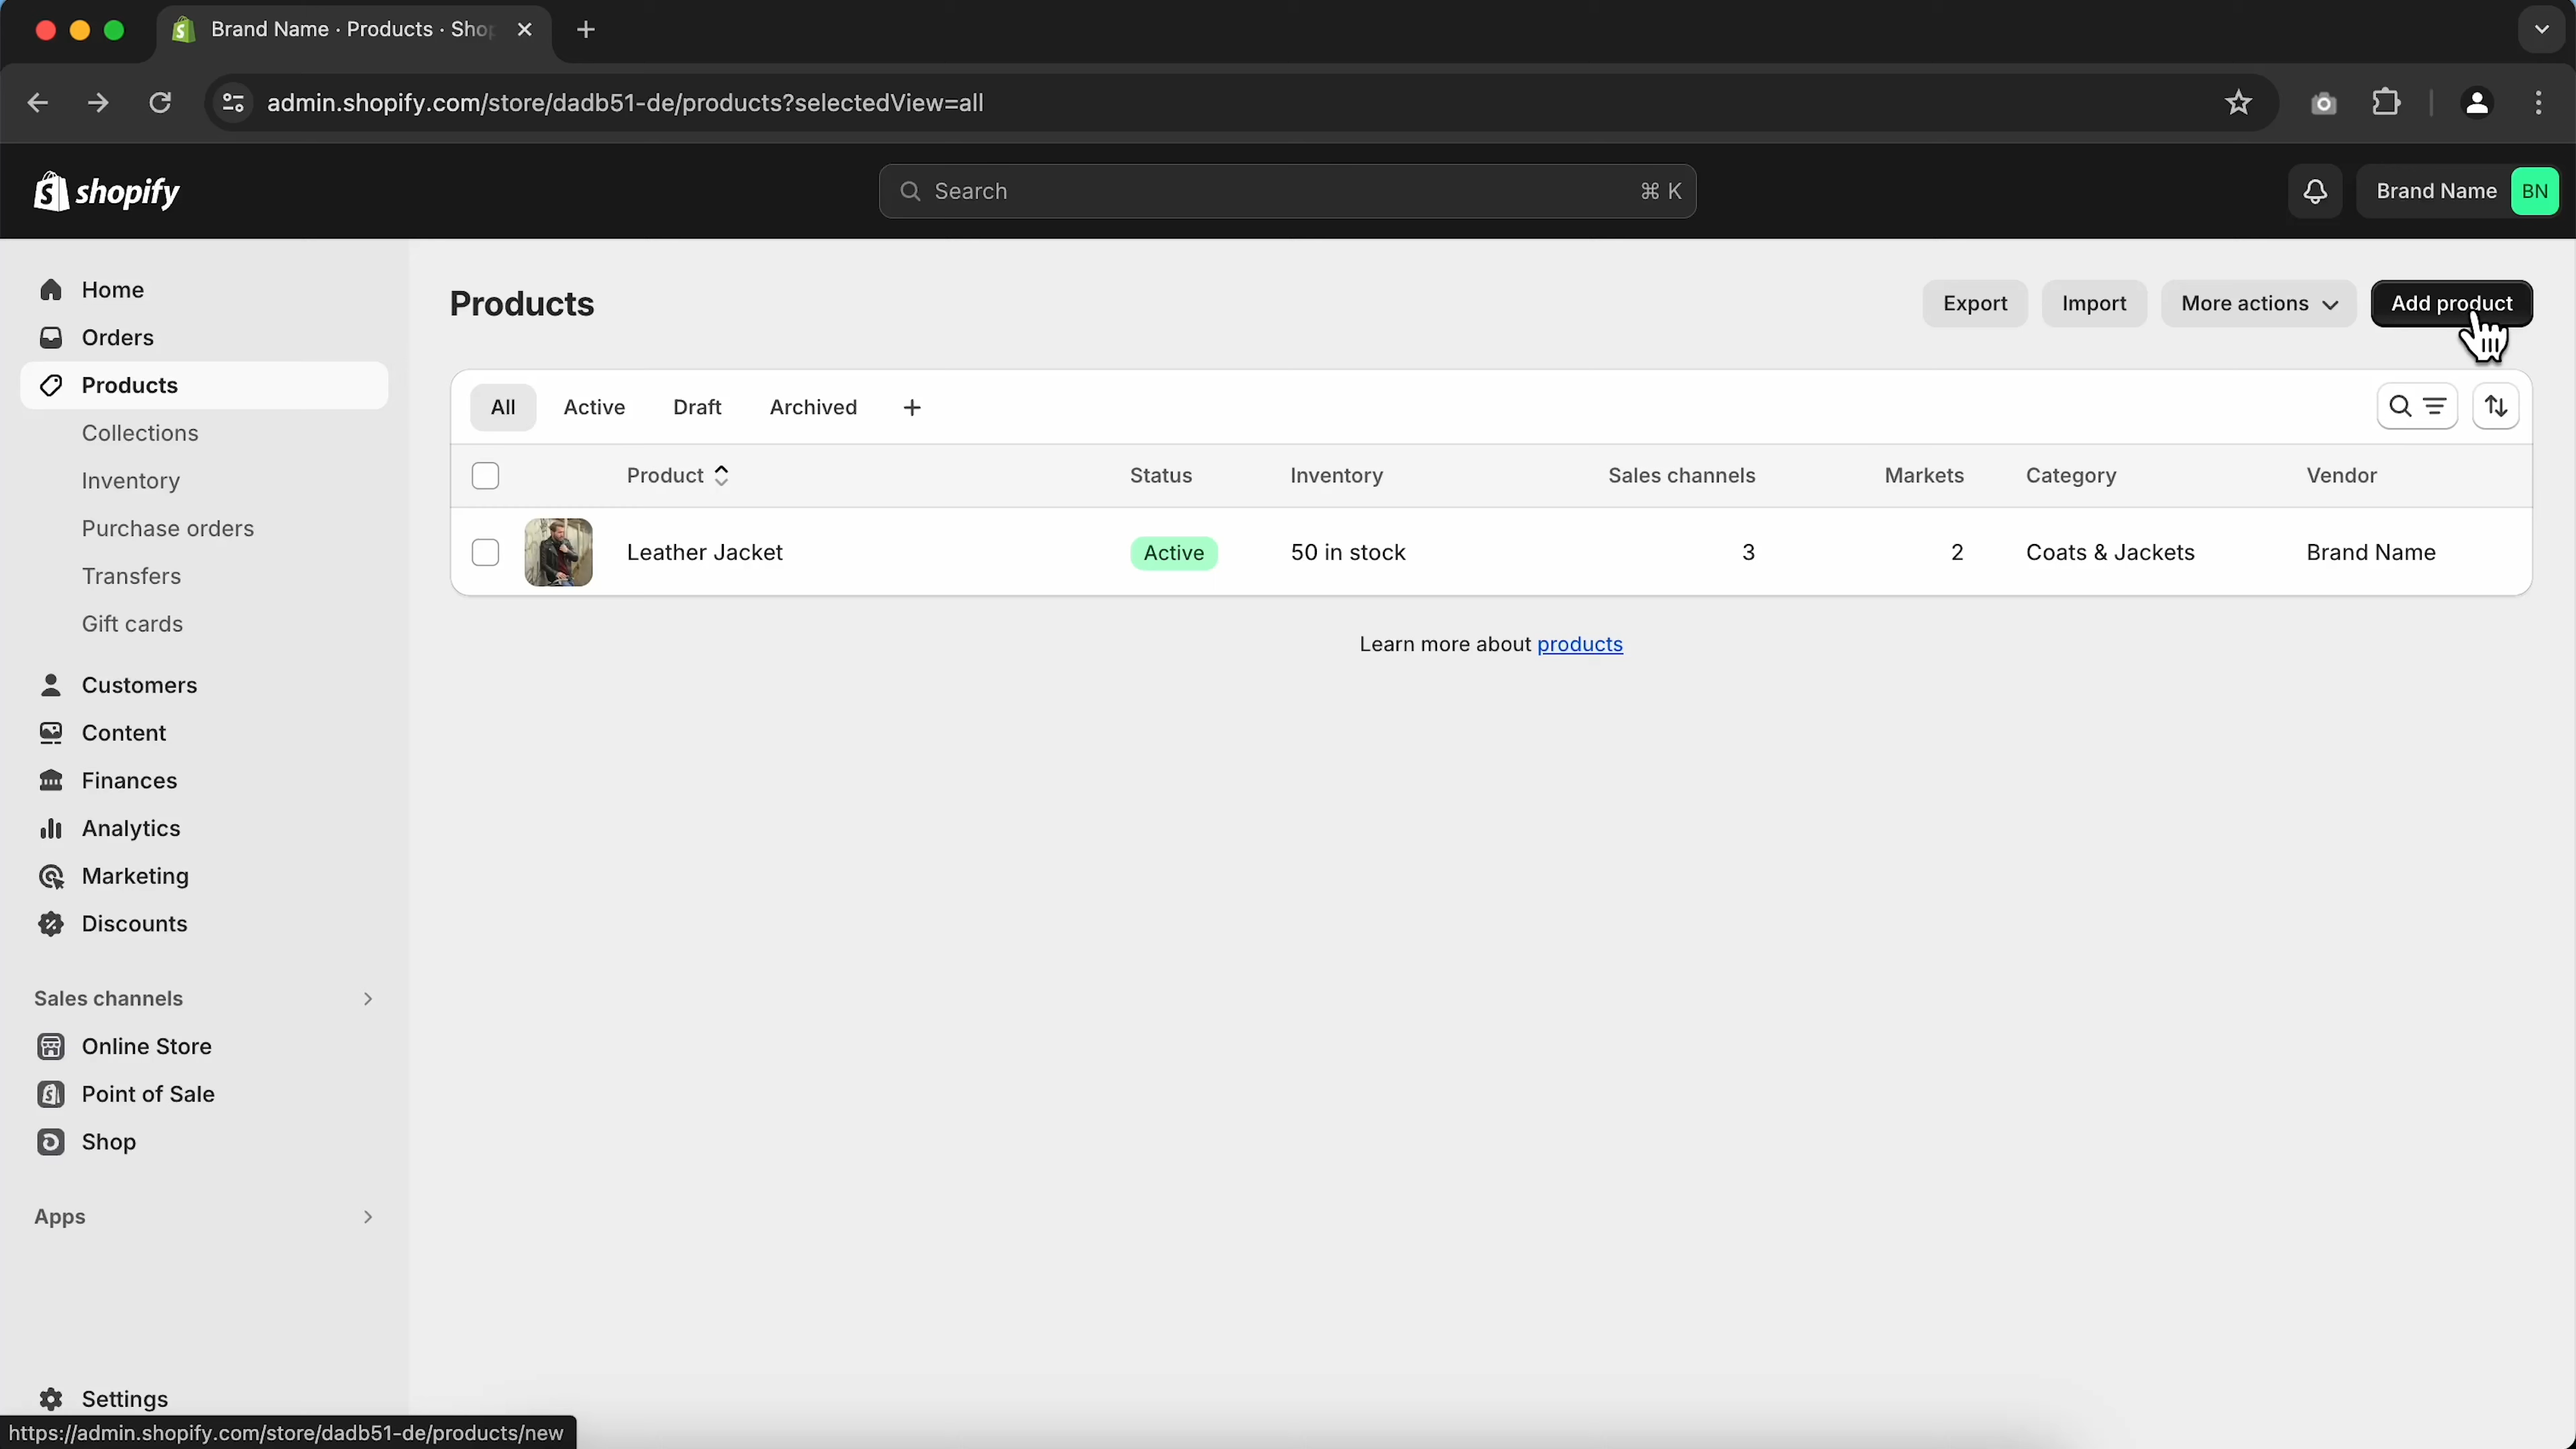 Brand Name · Products · Shop
admin.shopify.com/store/dadb51-de/products?selectedView=all
shopify
Search
⌘ K
Brand Name
BN
Home
Orders
Products
Collections
Inventory
Purchase orders
Transfers
Gift cards
Customers
Content
Finances
Analytics
Marketing
Discounts
Sales channels
Online Store
Point of Sale
Shop
Apps
Settings
https://admin.shopify.com/store/dadb51-de/products/new
Products
Export
Import
More actions
Add product
All
Active
Draft
Archived
Product
Status
Inventory
Sales channels
Markets
Category
Vendor
Leather Jacket
Active
50 in stock
3
2
Coats & Jackets
Brand Name
Learn more about products